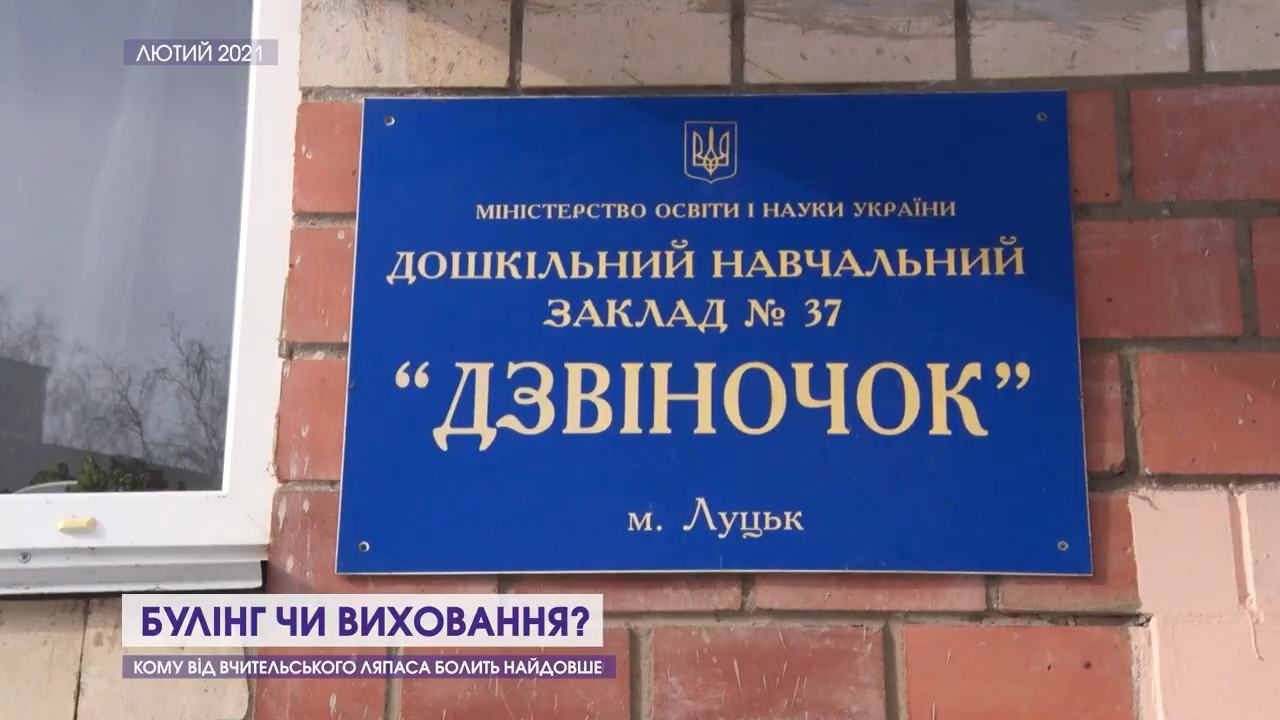 ЛЮТИЙ 2021
МІНІСТЕРСТВО ОСВІТИ І НАУКИ УКРАЇНИ
ДОШКІЛЬНИЙ НАВЧАЛЬНИЙ
ЗАКЛАД № 37
“ДЗВІНОЧОК”
м. Луцьк
БУЛІНГ ЧИ ВИХОВАННЯ?
КОМУ ВІД ВЧИТЕЛЬСЬКОГО ЛЯПАСА БОЛИТЬ НАЙДОВШЕ